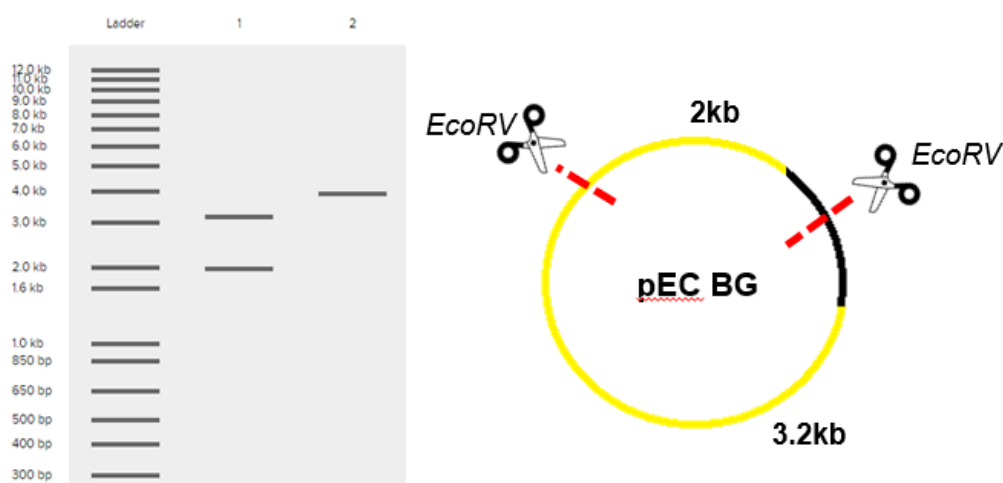 Ladder 1 2
12.0 kb
11.0 kb
10.0 kb
9.0 kb
8.0 kb
7.0 kb
6.0 kb
5.0 kb
4.0 kb
3.0 kb
2.0 kb
1.6 kb
1.0 kb
850 bp
650 bp
500 bp
400 bp
300 bp
2kb
EcoRV
EcoRV
pEC BG
3.2kb